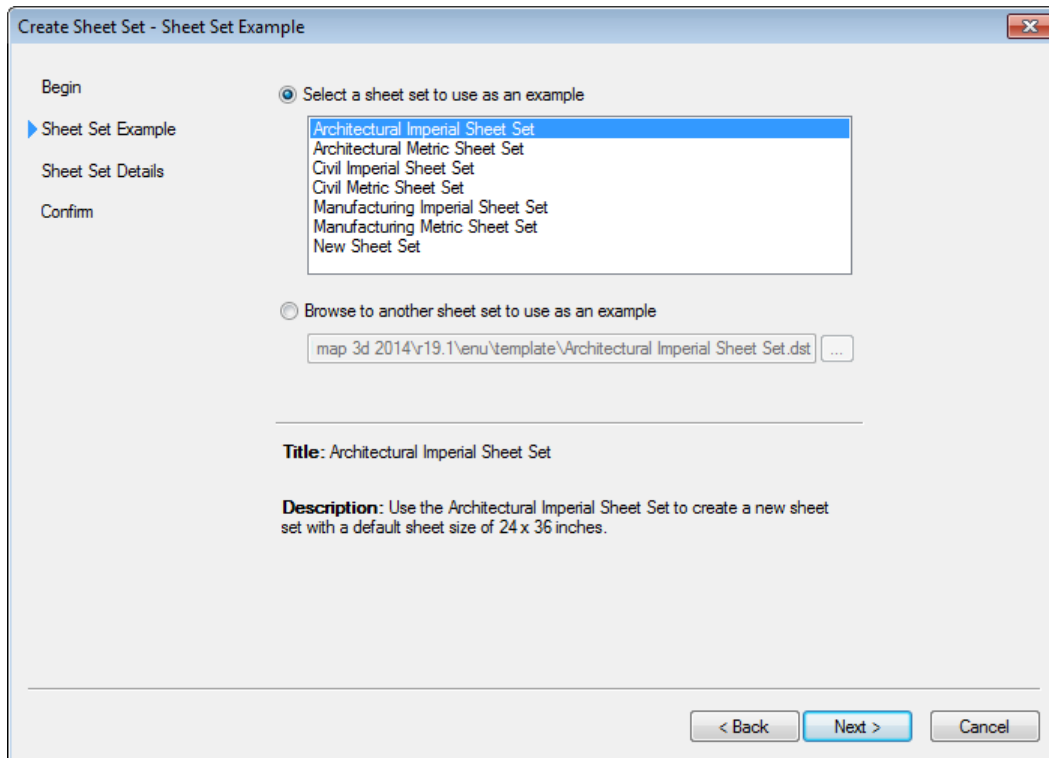 Create Sheet Set - Sheet Set Example
Begin
Sheet Set Example
Sheet Set Details
Confirm
Select a sheet set to use as an example
Architectural Imperial Sheet Set
Architectural Metric Sheet Set
Civil Imperial Sheet Set
Civil Metric Sheet Set
Manufacturing Imperial Sheet Set
Manufacturing Metric Sheet Set
New Sheet Set
Browse to another sheet set to use as an example
map 3d 2014\r19.1\enu\template\Architectural Imperial Sheet Set.dst ...
Title: Architectural Imperial Sheet Set
Description: Use the Architectural Imperial Sheet Set to create a new sheet
set with a default sheet size of 24 x 36 inches.
< Back Next > Cancel